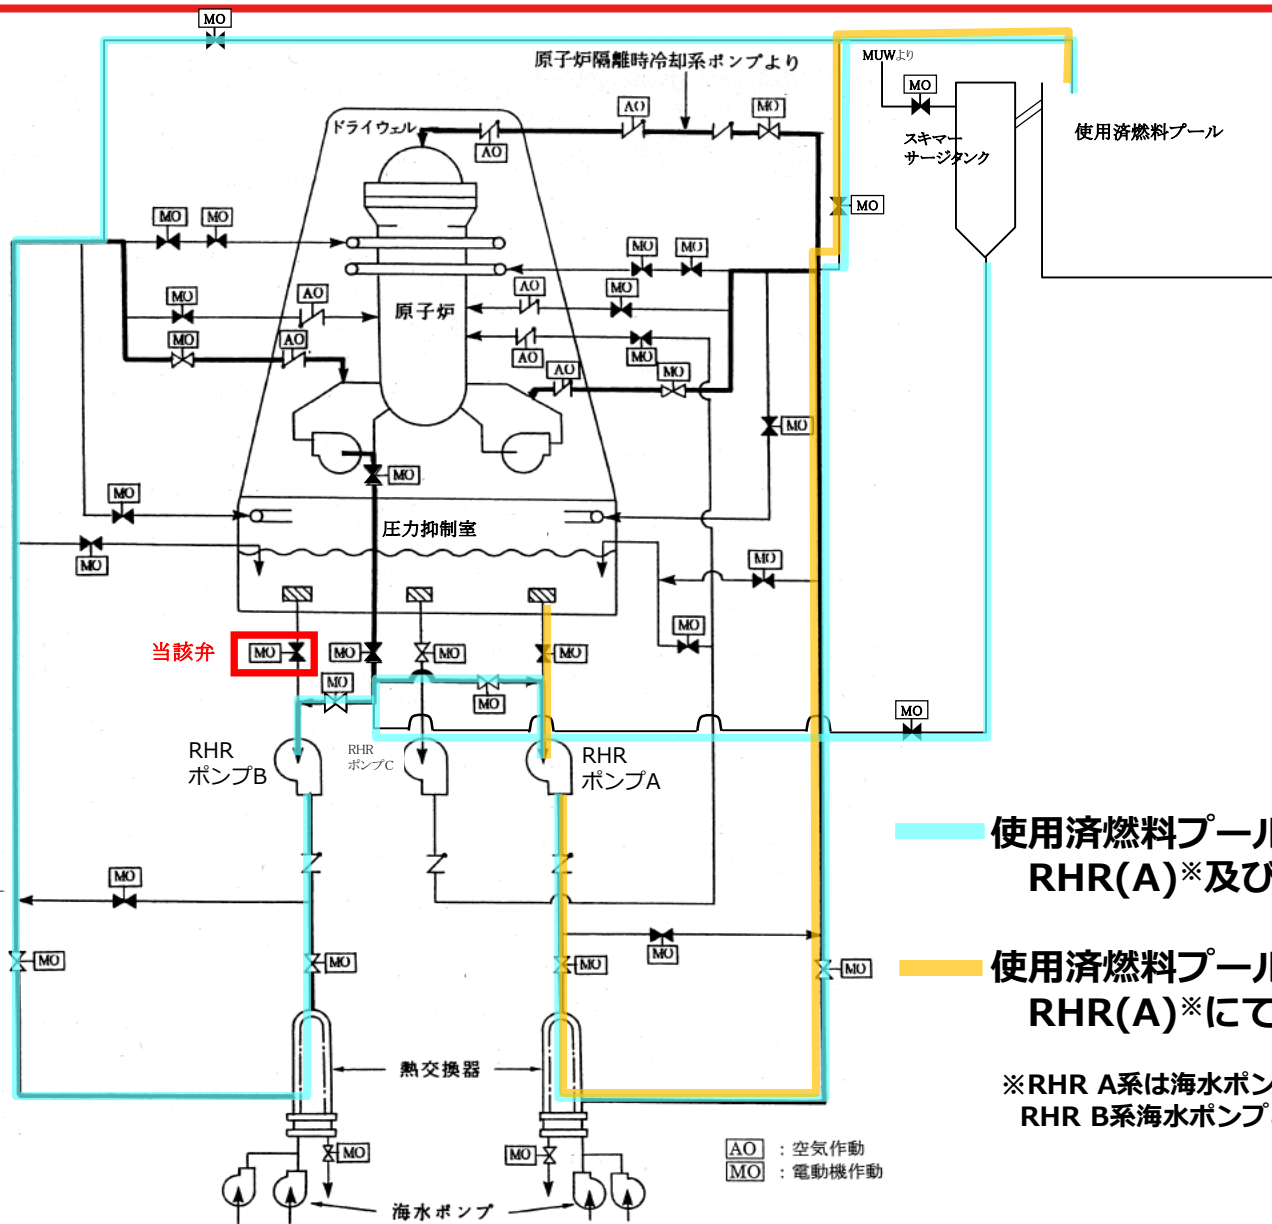 MO
原子炉隔離時冷却系ポンプより
MUWより
MO
AO
MO
ドライウェル
AO
スキマー
サージタンク
使用済燃料プール
MO
MO
MO
MO
MO
MO
AO
AO
MO
原子炉
MO
AO
AO
MO
AO
MO
MO
MO
MO
圧力抑制室
MO
MO
MO
当該弁
MO
MO
MO
MO
MO
MO
MO
RHR
ポンプB
RHR
ポンプC
RHR
ポンプA
使用済燃料プール
RHR(A)※及び
MO
MO
使用済燃料プール
RHR(A)※にて
MO
MO
MO
MO
熱交換器
※RHR A系は海水ポン
RHR B系海水ポンプ
MO
MO
AO : 空気作動
MO : 電動機作動
海水ポンプ